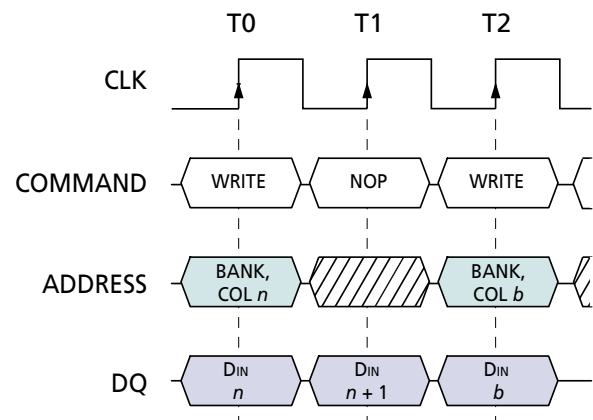 T0 T1 T2
CLK
COMMAND WRITE NOP WRITE
ADDRESS BANK, COL n BANK, COL b
DQ DIN n DIN n + 1 DIN b